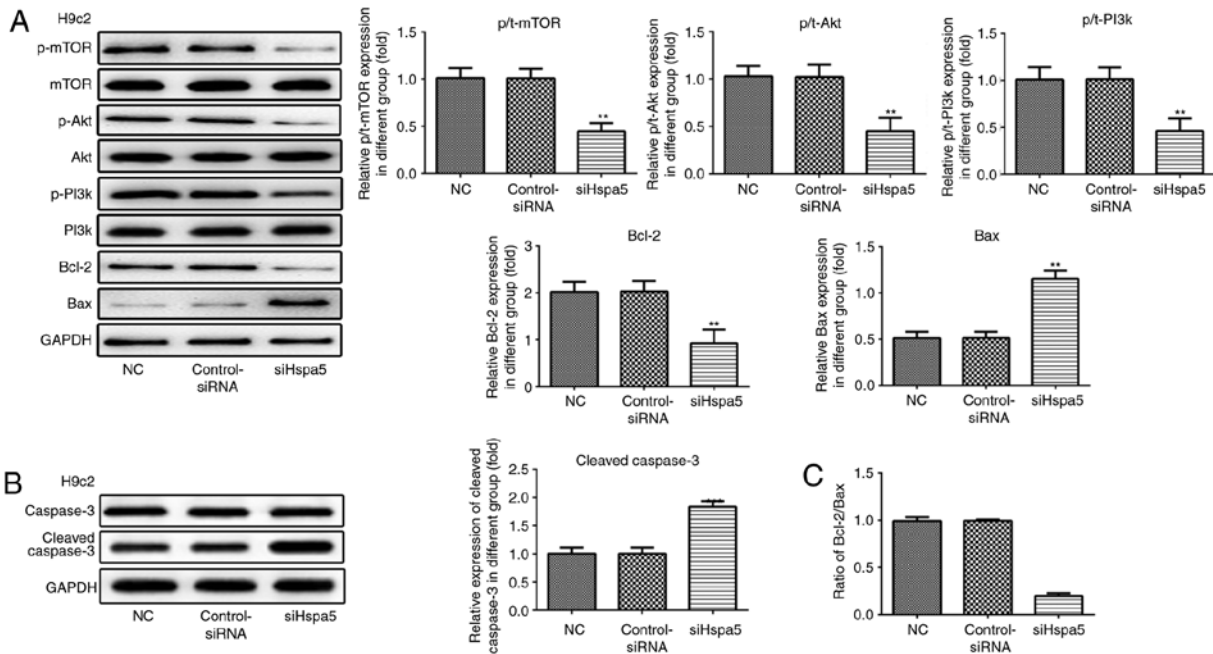 A
H9c2
p-mTOR
mTOR
p-Akt
Akt
p-PI3k
PI3k
Bcl-2
Bax
GAPDH
NC
Control-
siRNA
siHspa5
p/t-mTOR
Relative p/t-mTOR expression
in different group (fold)
1.5
1.0
0.5
0.0
**
NC
Control-
siRNA
siHspa5
p/t-Akt
Relative p/t-Akt expression
in different group (fold)
1.5
1.0
0.5
0.0
**
NC
Control-
siRNA
siHspa5
p/t-PI3k
Relative p/t-PI3k expression
in different group (fold)
1.5
1.0
0.5
0.0
**
NC
Control-
siRNA
siHspa5
Bcl-2
Relative Bcl-2 expression
in different group (fold)
3
2
1
0
**
NC
Control-
siRNA
siHspa5
Bax
Relative Bax expression
in different group (fold)
1.5
1.0
0.5
0.0
**
NC
Control-
siRNA
siHspa5
B
H9c2
Caspase-3
Cleaved
caspase-3
GAPDH
NC
Control-
siRNA
siHspa5
Cleaved caspase-3
Relative expression of cleaved
caspase-3 in different group (fold)
2.5
2.0
1.5
1.0
0.5
0.0
NC
Control-
siRNA
siHspa5
C
Ratio of Bcl-2/Bax
1.5
1.0
0.5
0.0
NC
Control-
siRNA
siHspa5